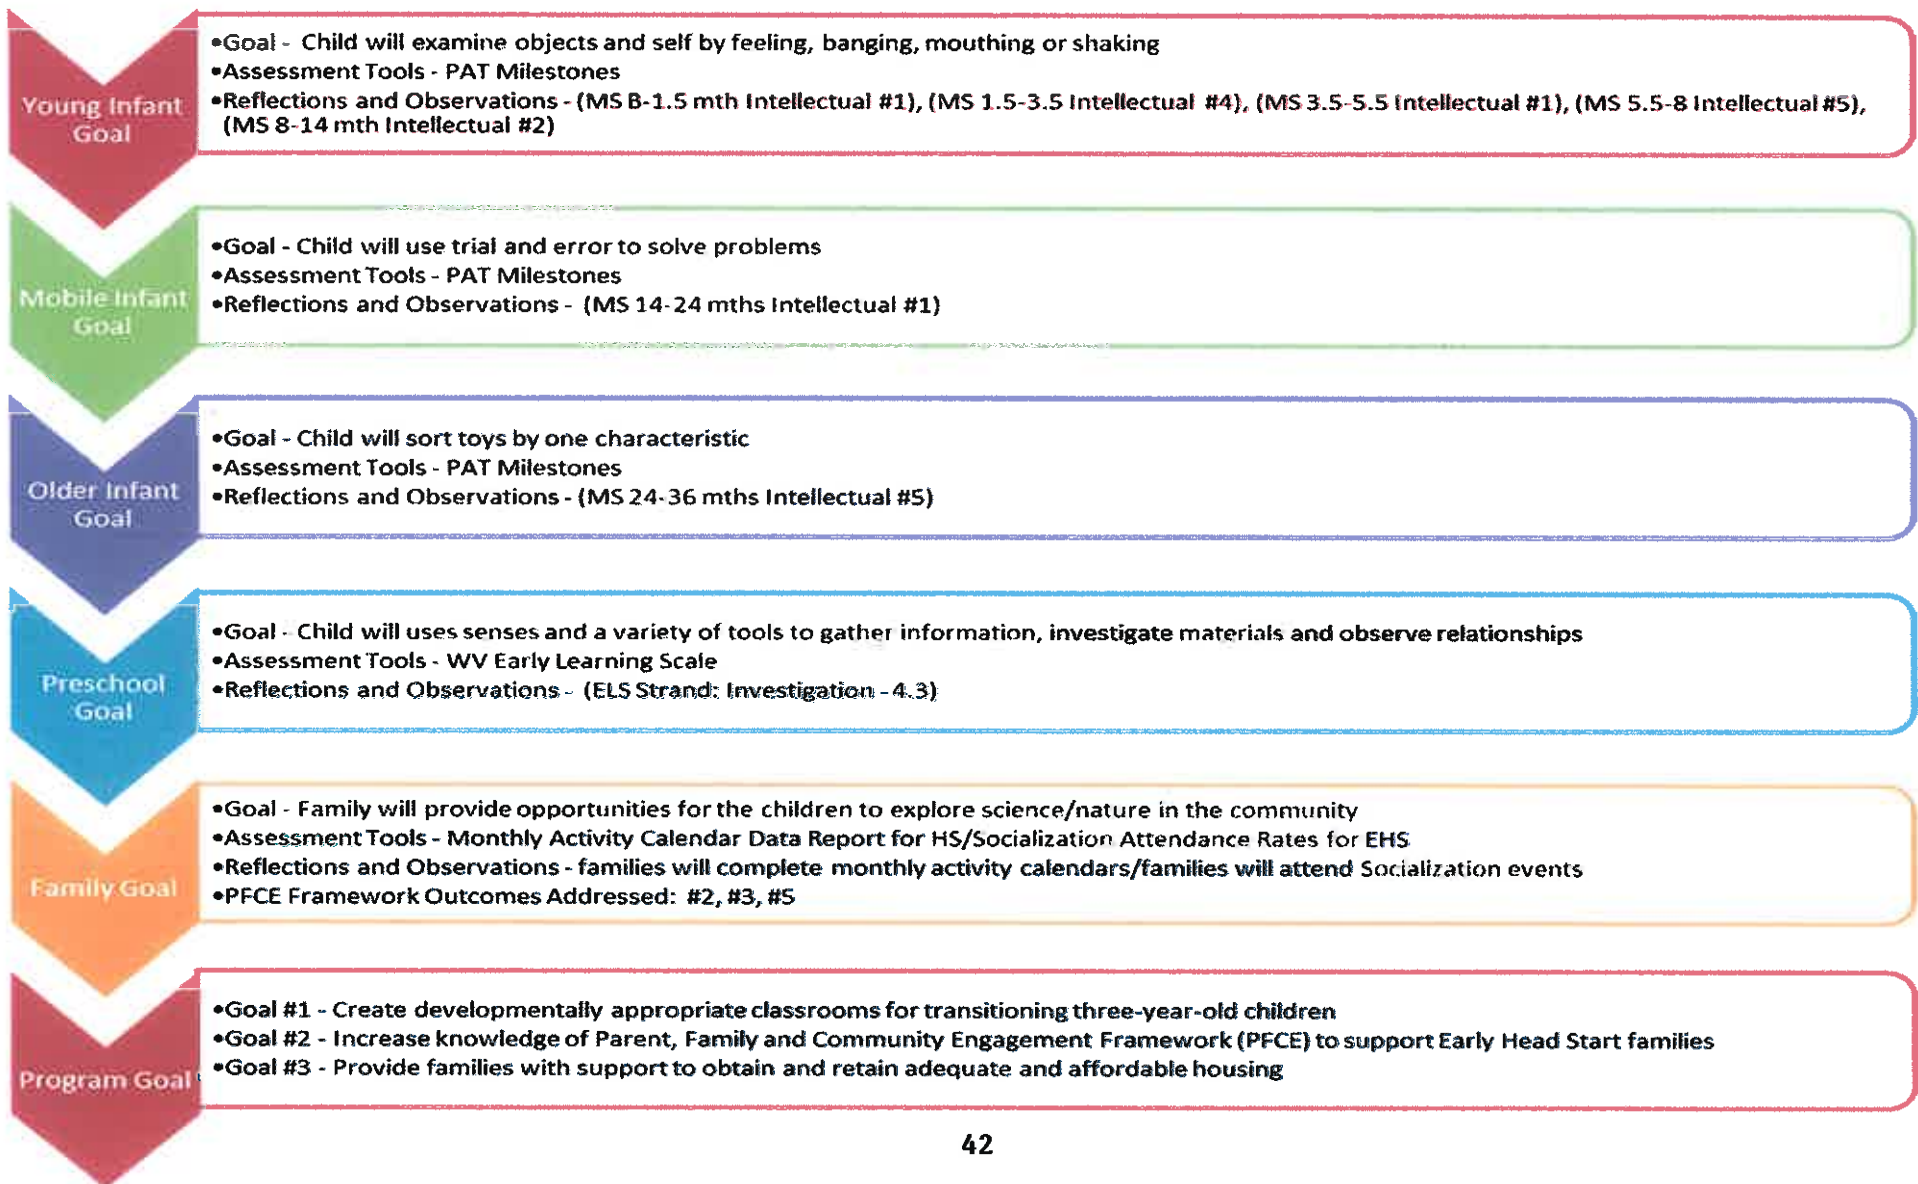 Young Infant
Goal
•Goal - Child will examine objects and self by feeling, banging, mouthing or shaking
•Assessment Tools - PAT Milestones
•Reflections and Observations - (MS B-1.5 mth Intellectual #1), (MS 1.5-3.5 Intellectual #4), (MS 3.5-5.5 Intellectual #1), (MS 5.5-8 Intellectual #5),
(MS 8-14 mth Intellectual #2)
Mobile Infant
Goal
•Goal - Child will use trial and error to solve problems
•Assessment Tools - PAT Milestones
•Reflections and Observations - (MS 14-24 mths Intellectual #1)
Older Infant
Goal
•Goal - Child will sort toys by one characteristic
•Assessment Tools - PAT Milestones
•Reflections and Observations - (MS 24-36 mths Intellectual #5)
Preschool
Goal
•Goal - Child will uses senses and a variety of tools to gather information, investigate materials and observe relationships
•Assessment Tools - WV Early Learning Scale
•Reflections and Observations - (ELS Strand: Investigation - 4.3)
Family Goal
•Goal - Family will provide opportunities for the children to explore science/nature in the community
•Assessment Tools - Monthly Activity Calendar Data Report for HS/Socialization Attendance Rates for EHS
•Reflections and Observations - families will complete monthly activity calendars/families will attend Socialization events
•PFCE Framework Outcomes Addressed: #2, #3, #5
Program Goal
•Goal #1 - Create developmentally appropriate classrooms for transitioning three-year-old children
•Goal #2 - Increase knowledge of Parent, Family and Community Engagement Framework (PFCE) to support Early Head Start families
•Goal #3 - Provide families with support to obtain and retain adequate and affordable housing
42